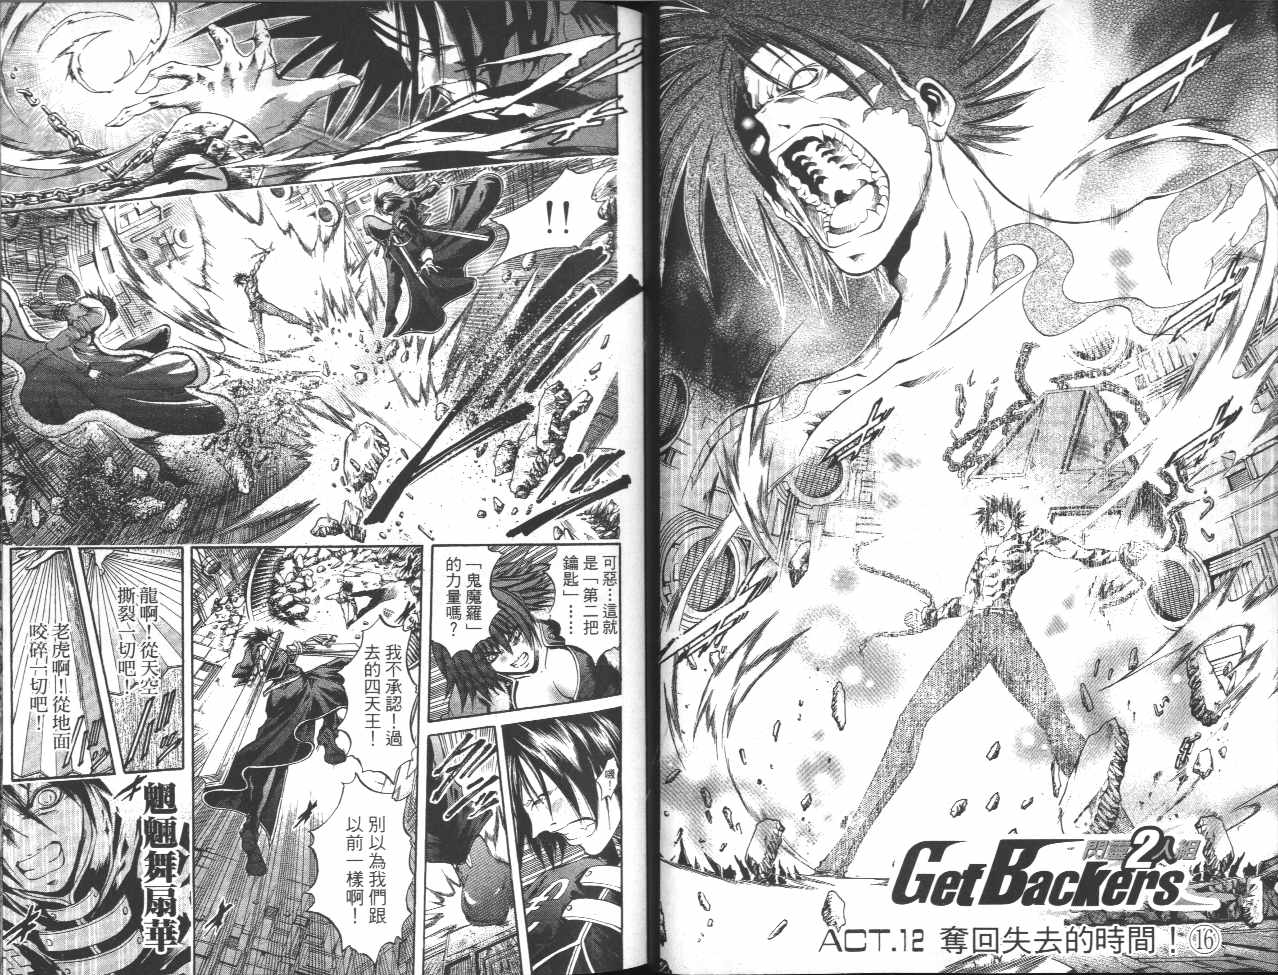 閃靈2人組
GetBackers
ACT.12 奪回失去的時間!⑯
!!
可惡…這就
是「第二把
鑰匙」……
「鬼魔羅」
的力量嗎?
嘰!
我不承認!過
去的四天王!
別以為我們跟
以前一樣啊!
龍啊!從天空
撕裂一切吧!
老虎啊!從地面
咬碎一切吧!
魍魎舞扇華